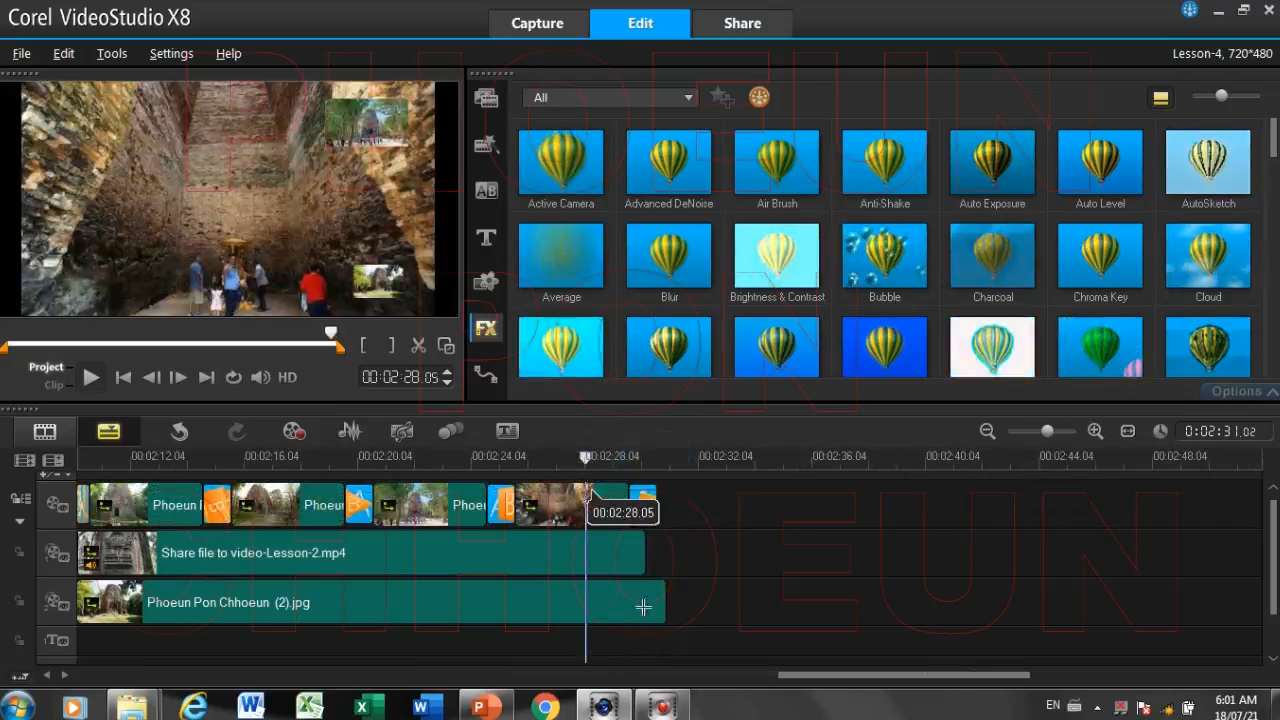 Corel VideoStudio X8
Capture
Edit
Share
File
Edit
Tools
Settings
Help
Lesson-4, 720*480
All
Active Camera
Advanced DeNoise
Air Brush
Anti-Shake
Auto Exposure
Auto Level
AutoSketch
Average
Blur
Brightness & Contrast
Bubble
Charcoal
Chroma Key
Cloud
AB
T
FX
Options
Project
Clip
HD
00:02:28.05
0:02:31.02
00:02:12.04
00:02:16.04
00:02:20.04
00:02:24.04
00:02:28.04
00:02:32.04
00:02:36.04
00:02:40.04
00:02:44.04
00:02:48.04
Phoeun
Phoeu
Phoe
00:02:28.05
Share file to video-Lesson-2.mp4
Phoeun Pon Chhoeun (2).jpg
EN
6:01 AM
18/07/21